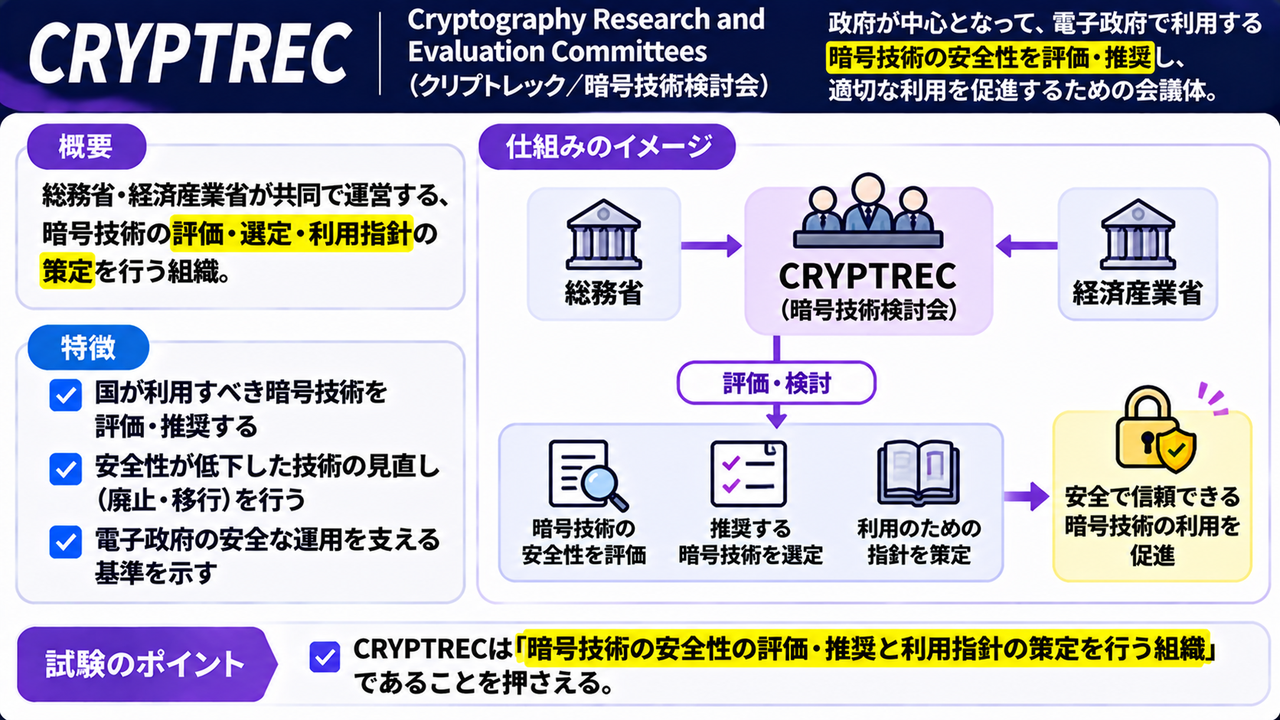 CRYPTREC
Cryptography Research and
Evaluation Committees
（クリプトレック／暗号技術検討会）
政府が中心となって、電子政府で利用する
暗号技術の安全性を評価・推奨し、
適切な利用を促進するための会議体。
概要
総務省・経済産業省が共同で運営する、
暗号技術の評価・選定・利用指針の
策定を行う組織。
特徴
国が利用すべき暗号技術を
評価・推奨する
安全性が低下した技術の見直し
（廃止・移行）を行う
電子政府の安全な運用を支える
基準を示す
仕組みのイメージ
総務省
CRYPTREC
（暗号技術検討会）
経済産業省
評価・検討
暗号技術の
安全性を評価
推奨する
暗号技術を選定
利用のための
指針を策定
安全で信頼できる
暗号技術の利用を
促進
試験のポイント
CRYPTRECは「暗号技術の安全性の評価・推奨と利用指針の策定を行う組織」
であることを押さえる。